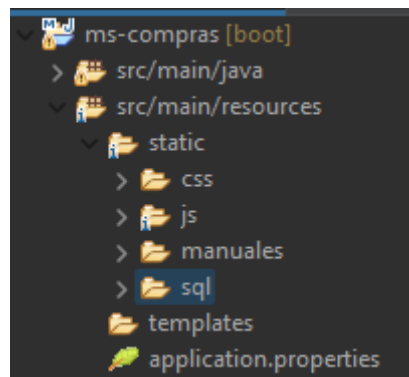 ms-compras [boot]
src/main/java
src/main/resources
static
css
js
manuales
sql
templates
application.properties